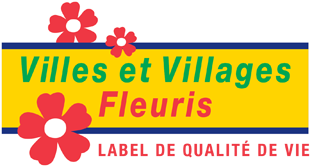 Villes et Villages
Fleuris
LABEL DE QUALITÉ DE VIE